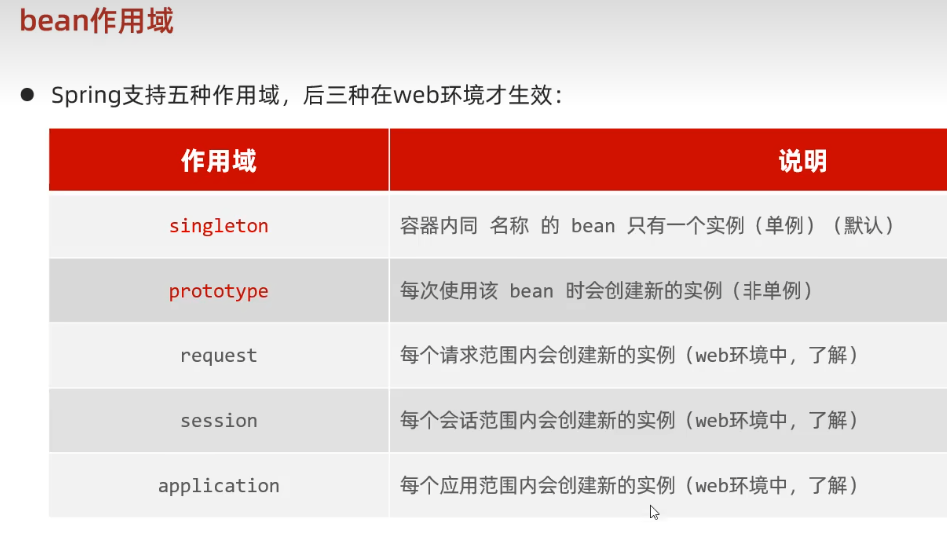 bean作用域
Spring支持五种作用域，后三种在web环境才生效：
作用域 说明
singleton 容器内同 名称 的 bean 只有一个实例（单例）（默认）
prototype 每次使用该 bean 时会创建新的实例（非单例）
request 每个请求范围内会创建新的实例（web环境中，了解）
session 每个会话范围内会创建新的实例（web环境中，了解）
application 每个应用范围内会创建新的实例（web环境中，了解）